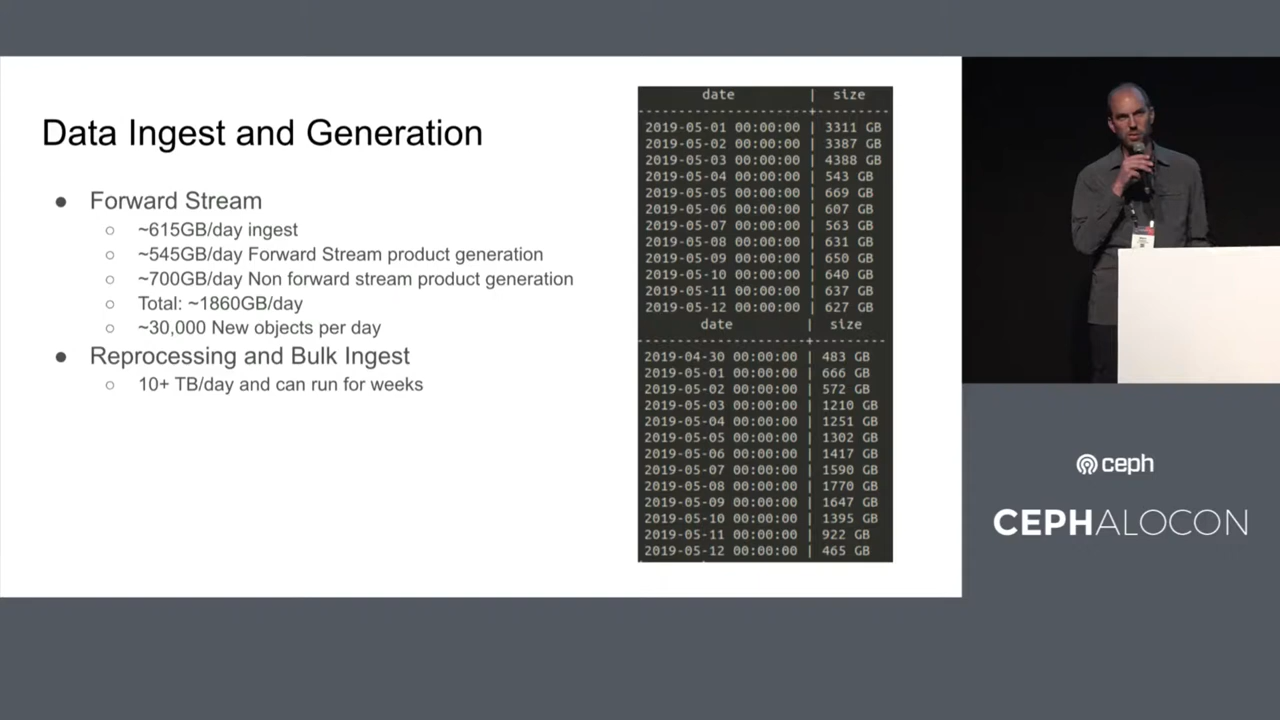 Data Ingest and Generation
● Forward Stream
○ ~615GB/day ingest
○ ~545GB/day Forward Stream product generation
○ ~700GB/day Non forward stream product generation
○ Total: ~1860GB/day
○ ~30,000 New objects per day
● Reprocessing and Bulk Ingest
○ 10+ TB/day and can run for weeks
date | size
2019-05-01 00:00:00 | 3311 GB
2019-05-02 00:00:00 | 3387 GB
2019-05-03 00:00:00 | 4388 GB
2019-05-04 00:00:00 | 543 GB
2019-05-05 00:00:00 | 669 GB
2019-05-06 00:00:00 | 607 GB
2019-05-07 00:00:00 | 563 GB
2019-05-08 00:00:00 | 631 GB
2019-05-09 00:00:00 | 650 GB
2019-05-10 00:00:00 | 640 GB
2019-05-11 00:00:00 | 637 GB
2019-05-12 00:00:00 | 627 GB
date | size
2019-04-30 00:00:00 | 483 GB
2019-05-01 00:00:00 | 666 GB
2019-05-02 00:00:00 | 572 GB
2019-05-03 00:00:00 | 1210 GB
2019-05-04 00:00:00 | 1251 GB
2019-05-05 00:00:00 | 1302 GB
2019-05-06 00:00:00 | 1417 GB
2019-05-07 00:00:00 | 1590 GB
2019-05-08 00:00:00 | 1770 GB
2019-05-09 00:00:00 | 1647 GB
2019-05-10 00:00:00 | 1395 GB
2019-05-11 00:00:00 | 922 GB
2019-05-12 00:00:00 | 465 GB
ceph
CEPHALOCON